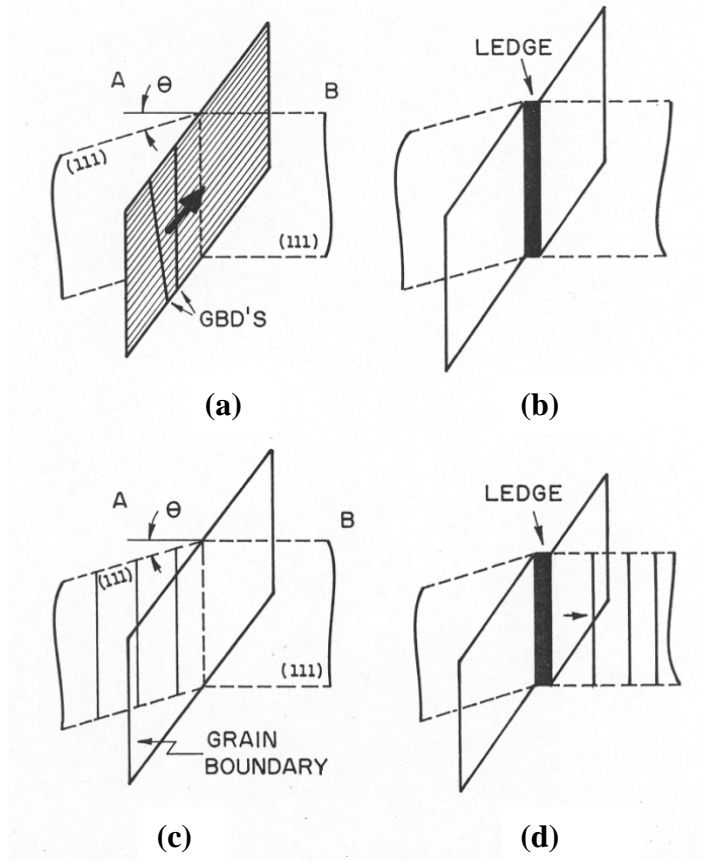 A
θ
B
(111)
(111)
GBD'S
(a)
LEDGE
(b)
A
θ
B
(111)
(111)
GRAIN
BOUNDARY
(c)
LEDGE
(d)